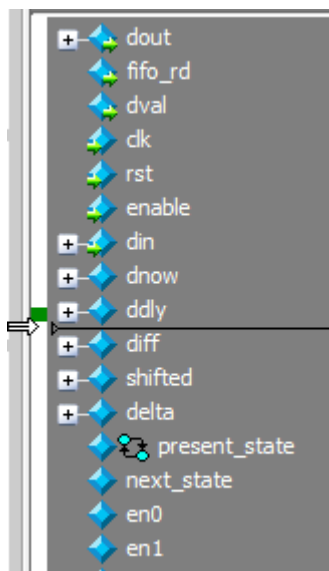 dout
fifo_rd
dval
clk
rst
enable
din
dnow
ddly
diff
shifted
delta
present_state
next_state
en0
en1